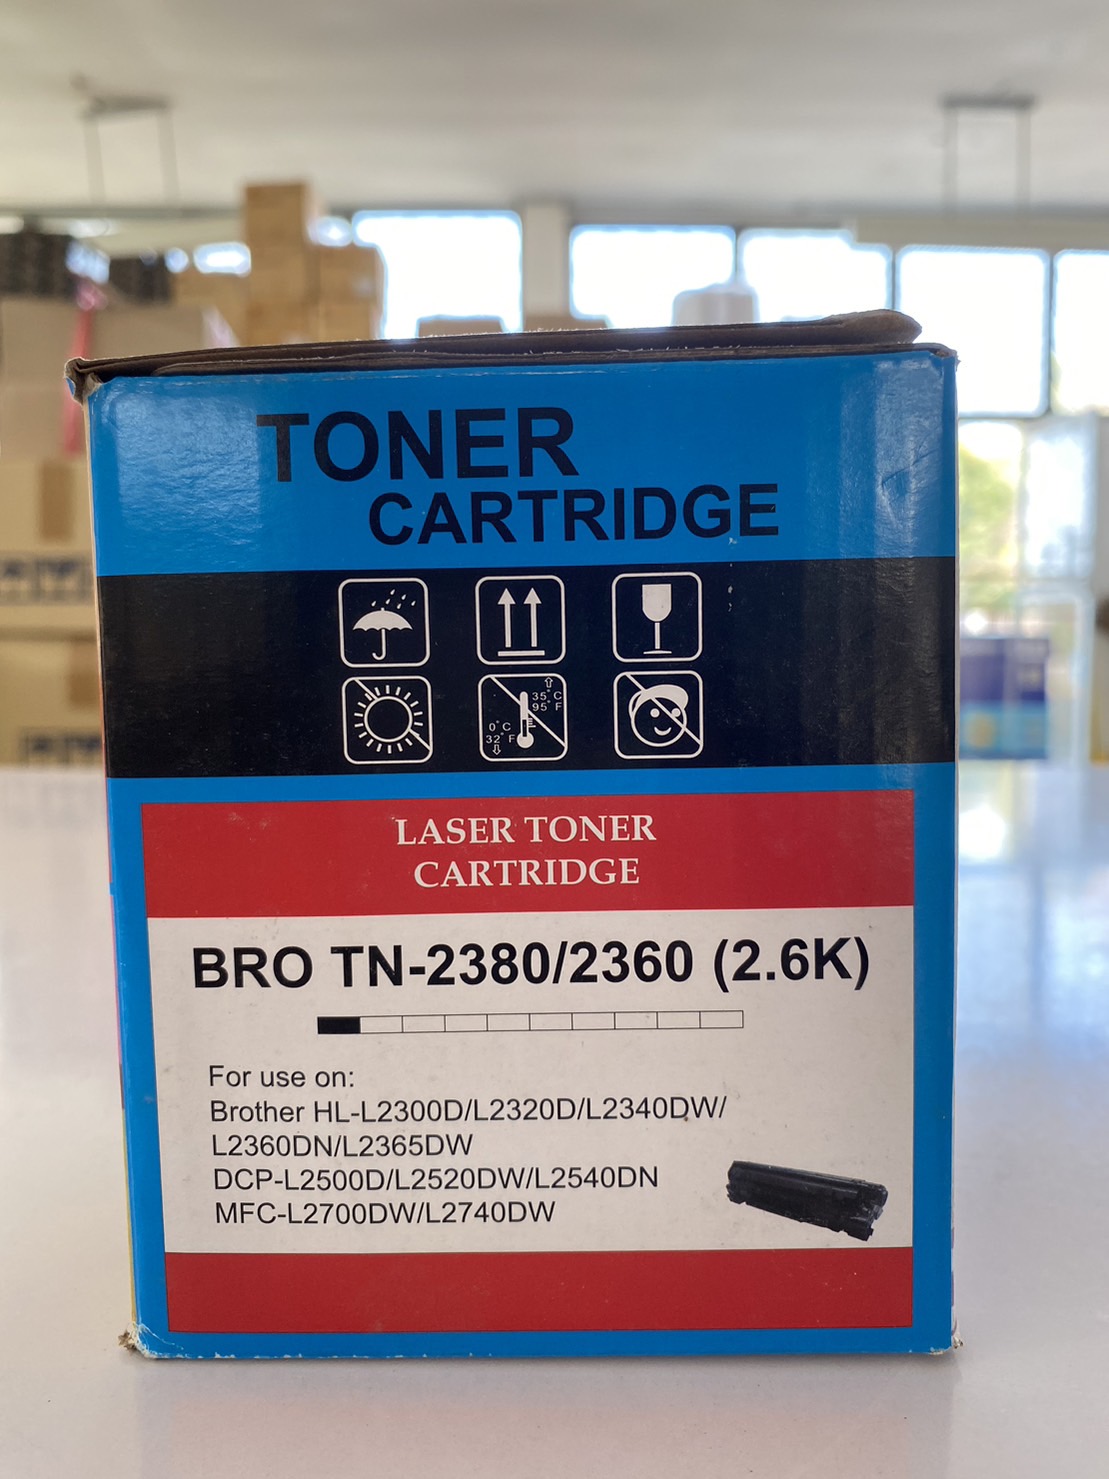 TONER
CARTRIDGE
35°C
95°F
0°C
32°F
LASER TONER
CARTRIDGE
BRO TN-2380/2360 (2.6K)
For use on:
Brother HL-L2300D/L2320D/L2340DW/
L2360DN/L2365DW
DCP-L2500D/L2520DW/L2540DN
MFC-L2700DW/L2740DW